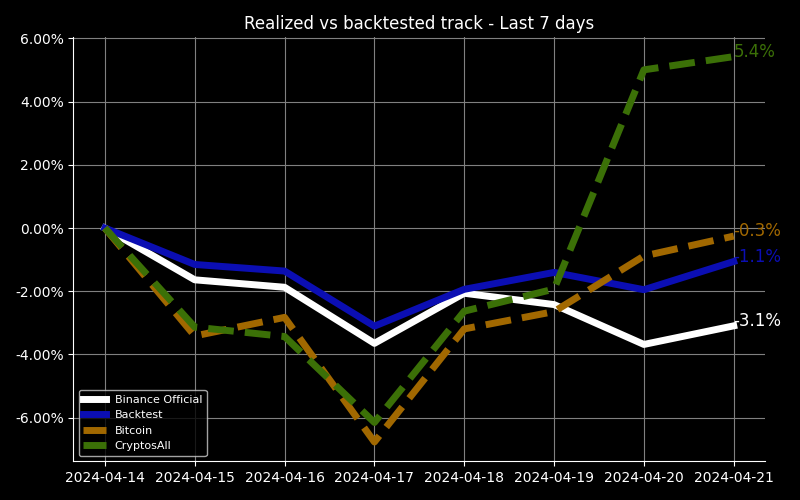 Realized vs backtested track - Last 7 days
6.00%
5.4%
4.00%
2.00%
0.00%
-0.3%
-1.1%
-2.00%
-3.1%
-4.00%
-6.00%
Binance Official
Backtest
Bitcoin
CryptosAll
2024-04-14 2024-04-15 2024-04-16 2024-04-17 2024-04-18 2024-04-19 2024-04-20 2024-04-21